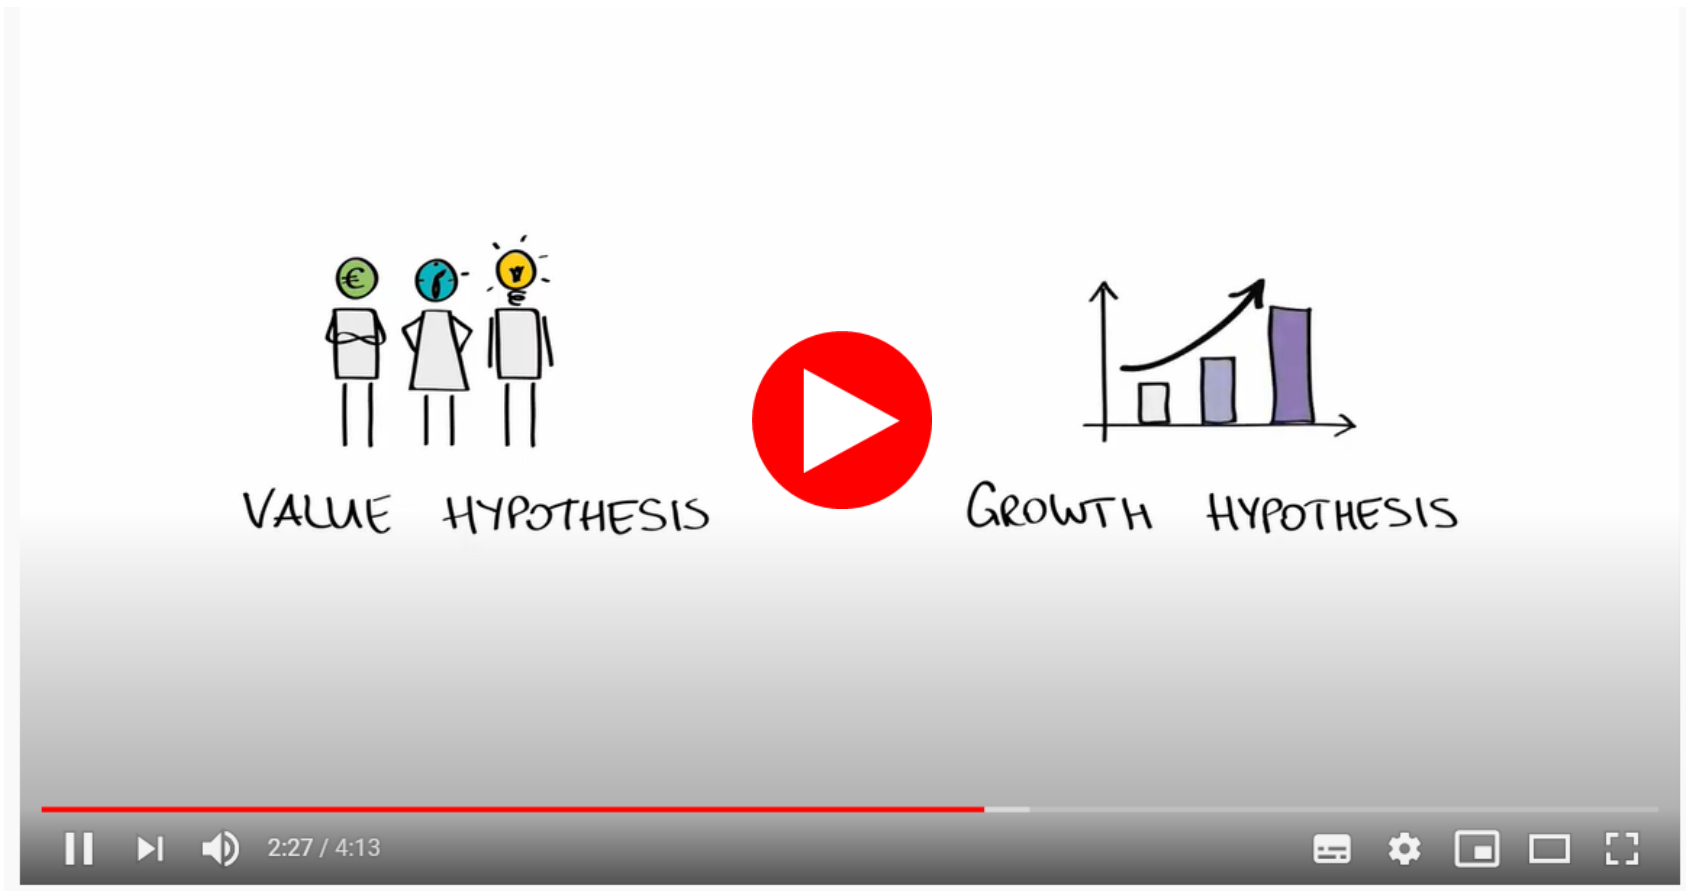 €
VALUE HYPOTHESIS
GROWTH HYPOTHESIS
2:27 / 4:13